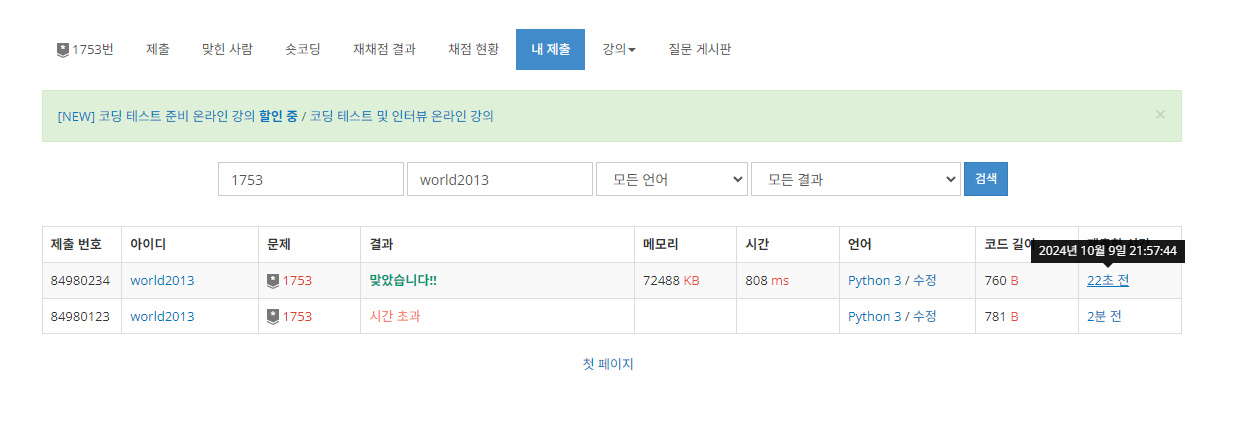 1753번 제출 맞힌 사람 숏코딩 재채점 결과 채점 현황 내 제출 강의 질문 게시판
[NEW] 코딩 테스트 준비 온라인 강의 할인 중 / 코딩 테스트 및 인터뷰 온라인 강의 ×
1753 world2013 모든 언어 모든 결과 검색
제출 번호 아이디 문제 결과 메모리 시간 언어 코드 길이
2024년 10월 9일 21:57:44
84980234 world2013 1753 맞았습니다!! 72488 KB 808 ms Python 3 / 수정 760 B 22초 전
84980123 world2013 1753 시간 초과 Python 3 / 수정 781 B 2분 전
첫 페이지